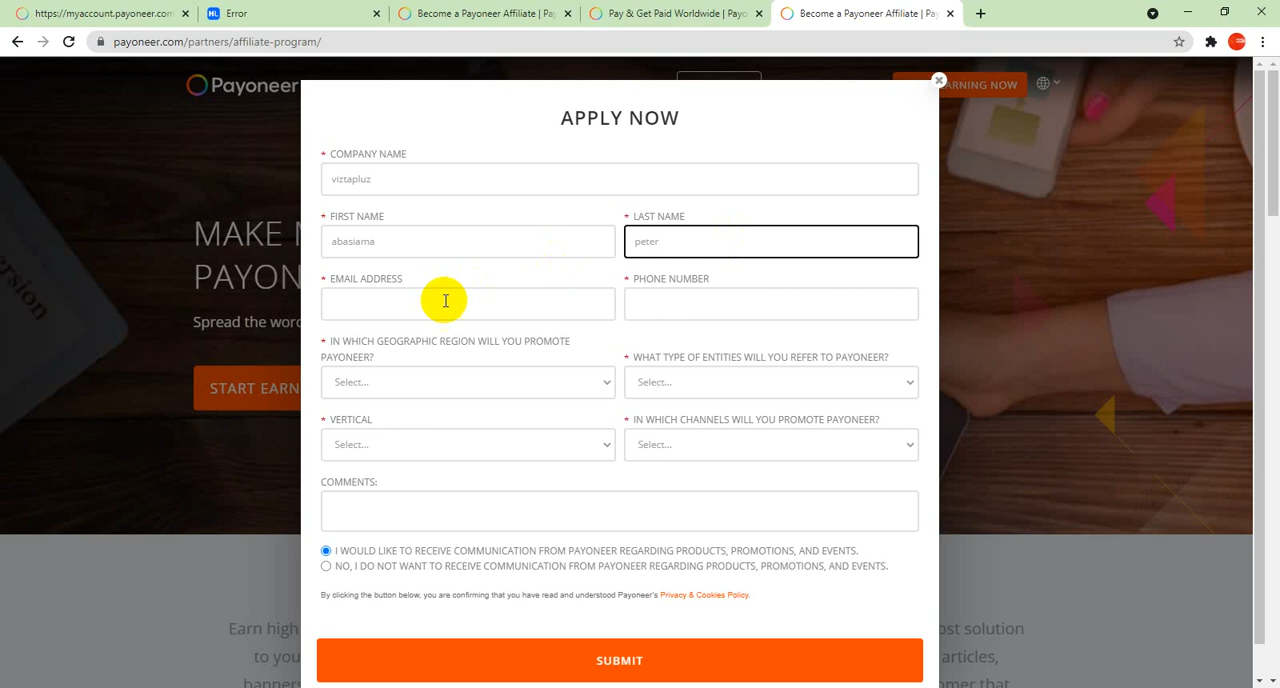 https://myaccount.payoneer.com
Error
Become a Payoneer Affiliate | Pay
Pay & Get Paid Worldwide | Payo
Become a Payoneer Affiliate | Pay
payoneer.com/partners/affiliate-program/
Payoneer
ARNING NOW
APPLY NOW
* COMPANY NAME
viztapluz
* FIRST NAME
* LAST NAME
abasiama
peter
* EMAIL ADDRESS
* PHONE NUMBER
* IN WHICH GEOGRAPHIC REGION WILL YOU PROMOTE
PAYONEER?
* WHAT TYPE OF ENTITIES WILL YOU REFER TO PAYONEER?
Select...
Select...
* VERTICAL
* IN WHICH CHANNELS WILL YOU PROMOTE PAYONEER?
Select...
Select...
COMMENTS:
I WOULD LIKE TO RECEIVE COMMUNICATION FROM PAYONEER REGARDING PRODUCTS, PROMOTIONS, AND EVENTS.
NO, I DO NOT WANT TO RECEIVE COMMUNICATION FROM PAYONEER REGARDING PRODUCTS, PROMOTIONS, AND EVENTS.
By clicking the button below, you are confirming that you have read and understood Payoneer's Privacy & Cookies Policy.
SUBMIT
MAKE
PAYON
Spread the wor
START EARN
Earn high
ost solution
to you
articles,
banners
omer that
version